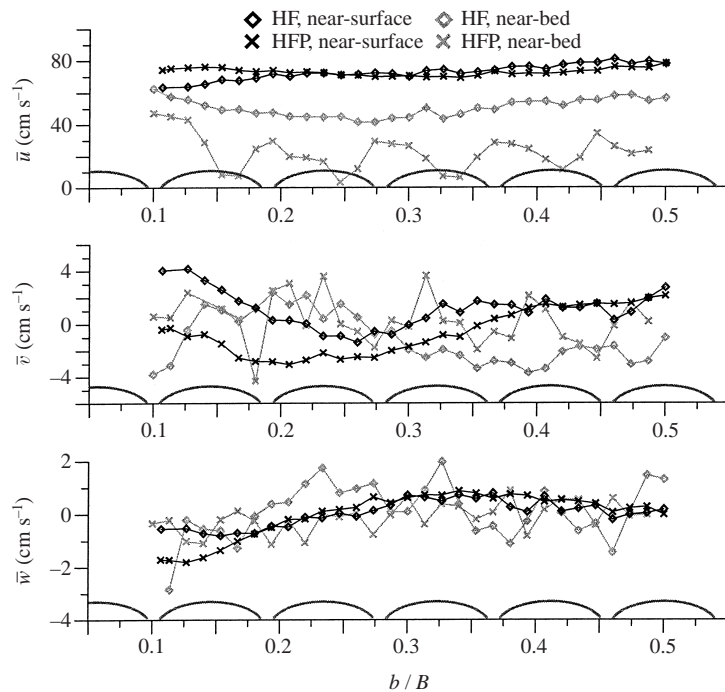 HF, near-surface HF, near-bed
HFP, near-surface HFP, near-bed
80
40
0
u̅ (cm s⁻¹)
0.1 0.2 0.3 0.4 0.5
4
0
−4
v̅ (cm s⁻¹)
0.1 0.2 0.3 0.4 0.5
2
0
−2
−4
w̅ (cm s⁻¹)
0.1 0.2 0.3 0.4 0.5
b / B